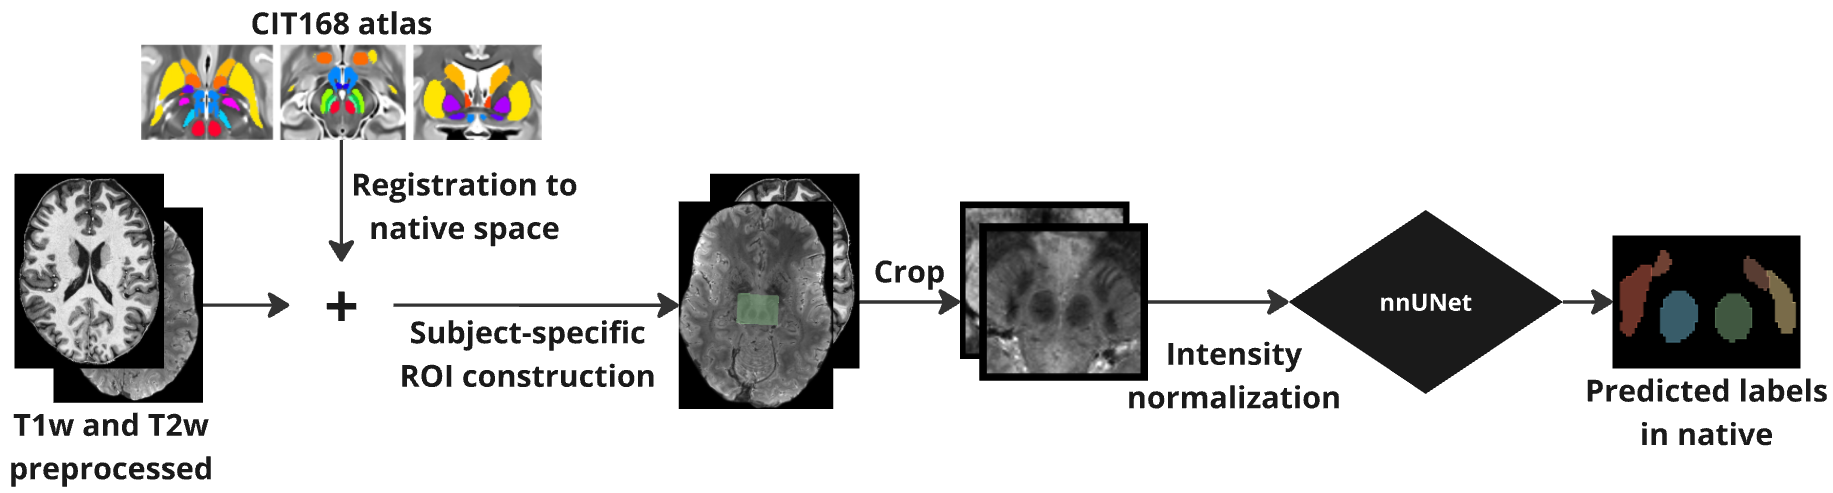 CIT168 atlas
Registration to
native space
T1w and T2w
preprocessed
+
Subject-specific
ROI construction
Crop
Intensity
normalization
nnUNet
Predicted labels
in native